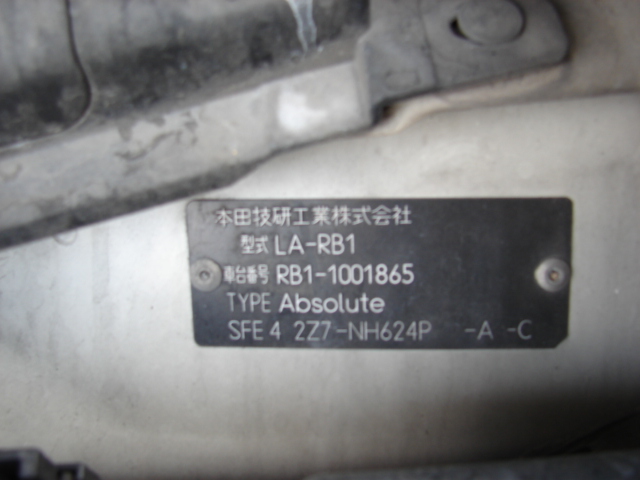 本田技研工業株式会社
型式 LA-RB1
車台番号 RB1-1001865
TYPE Absolute
SFE 4 2Z7-NH624P -A -C